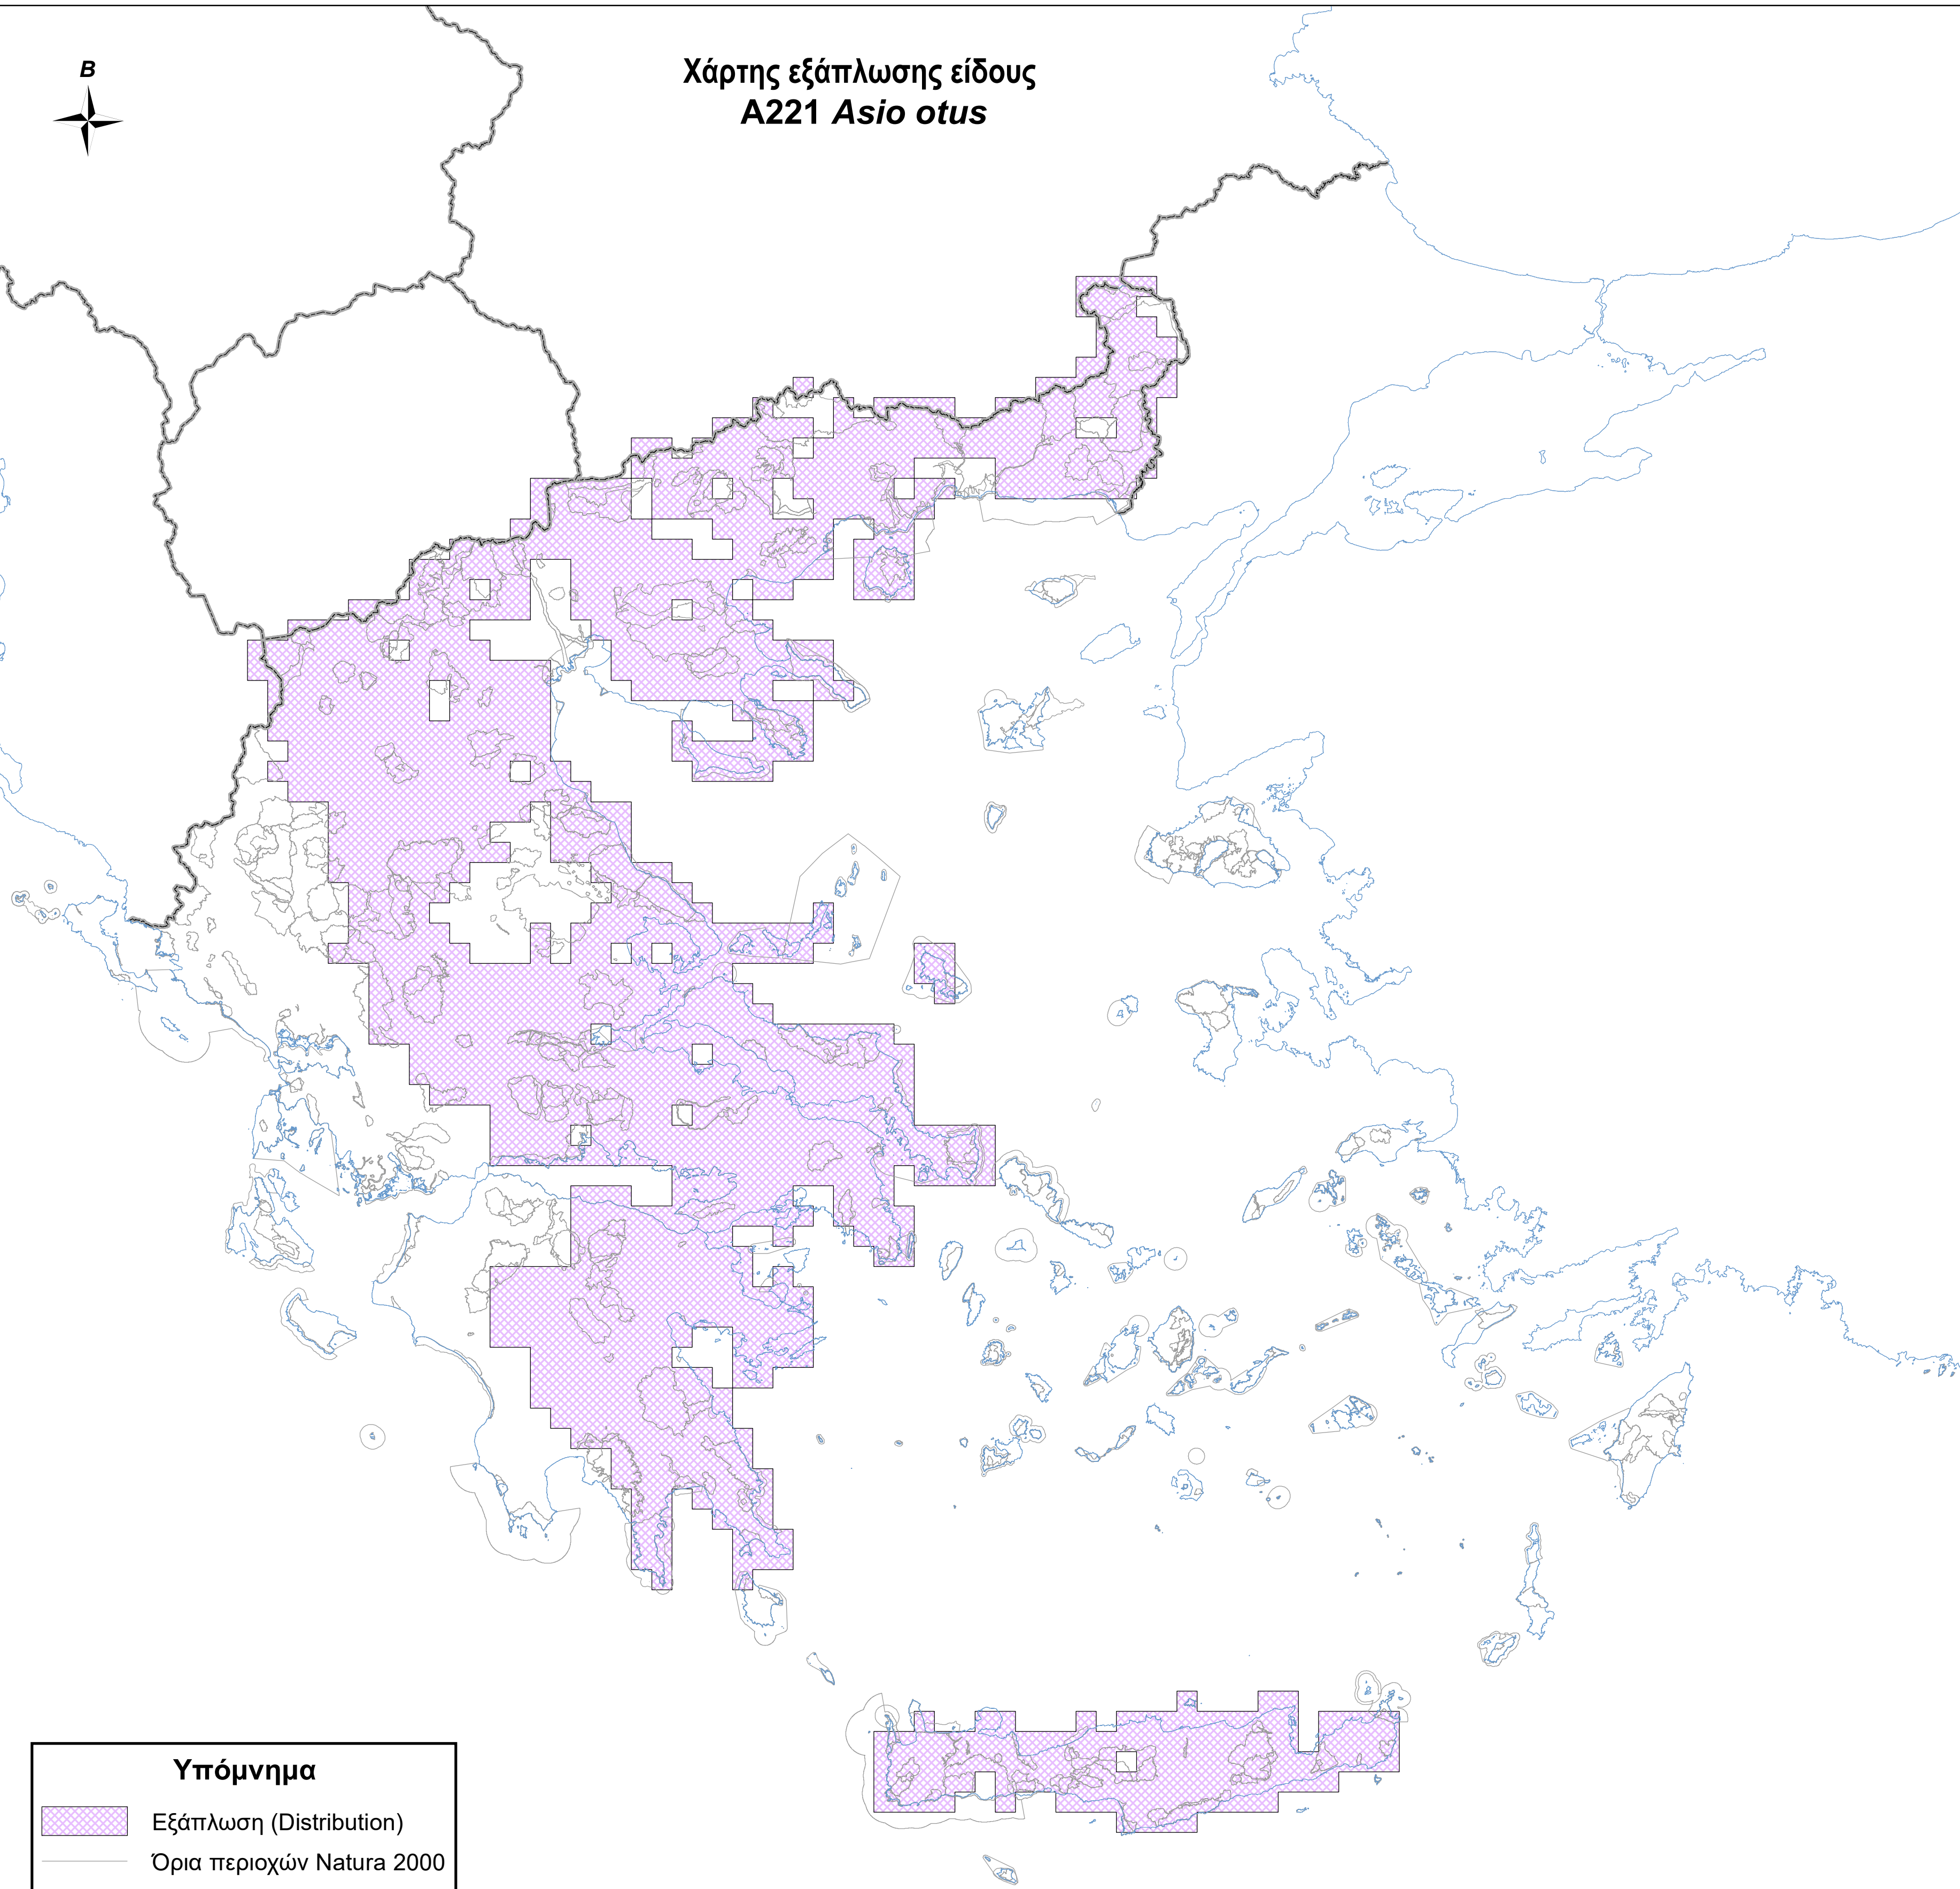 B
Χάρτης εξάπλωσης είδους
A221 Asio otus
Υπόμνημα
Εξάπλωση (Distribution)
Όρια περιοχών Natura 2000